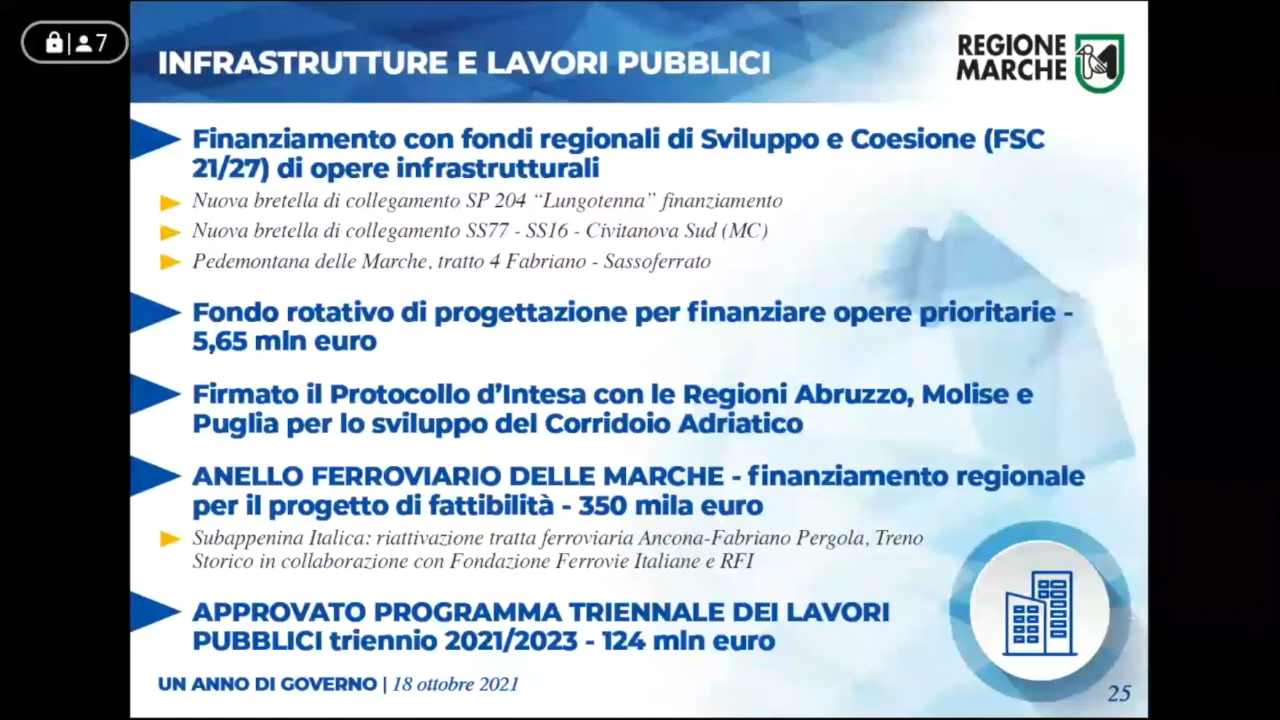 7
INFRASTRUTTURE E LAVORI PUBBLICI
REGIONE
MARCHE
Finanziamento con fondi regionali di Sviluppo e Coesione (FSC
21/27) di opere infrastrutturali
Nuova bretella di collegamento SP 204 “Lungotenna” finanziamento
Nuova bretella di collegamento SS77 - SS16 - Civitanova Sud (MC)
Pedemontana delle Marche, tratto 4 Fabriano - Sassoferrato
Fondo rotativo di progettazione per finanziare opere prioritarie -
5,65 mln euro
Firmato il Protocollo d’Intesa con le Regioni Abruzzo, Molise e
Puglia per lo sviluppo del Corridoio Adriatico
ANELLO FERROVIARIO DELLE MARCHE - finanziamento regionale
per il progetto di fattibilità - 350 mila euro
Subappenina Italica: riattivazione tratta ferroviaria Ancona-Fabriano Pergola, Treno
Storico in collaborazione con Fondazione Ferrovie Italiane e RFI
APPROVATO PROGRAMMA TRIENNALE DEI LAVORI
PUBBLICI triennio 2021/2023 - 124 mln euro
UN ANNO DI GOVERNO | 18 ottobre 2021
25